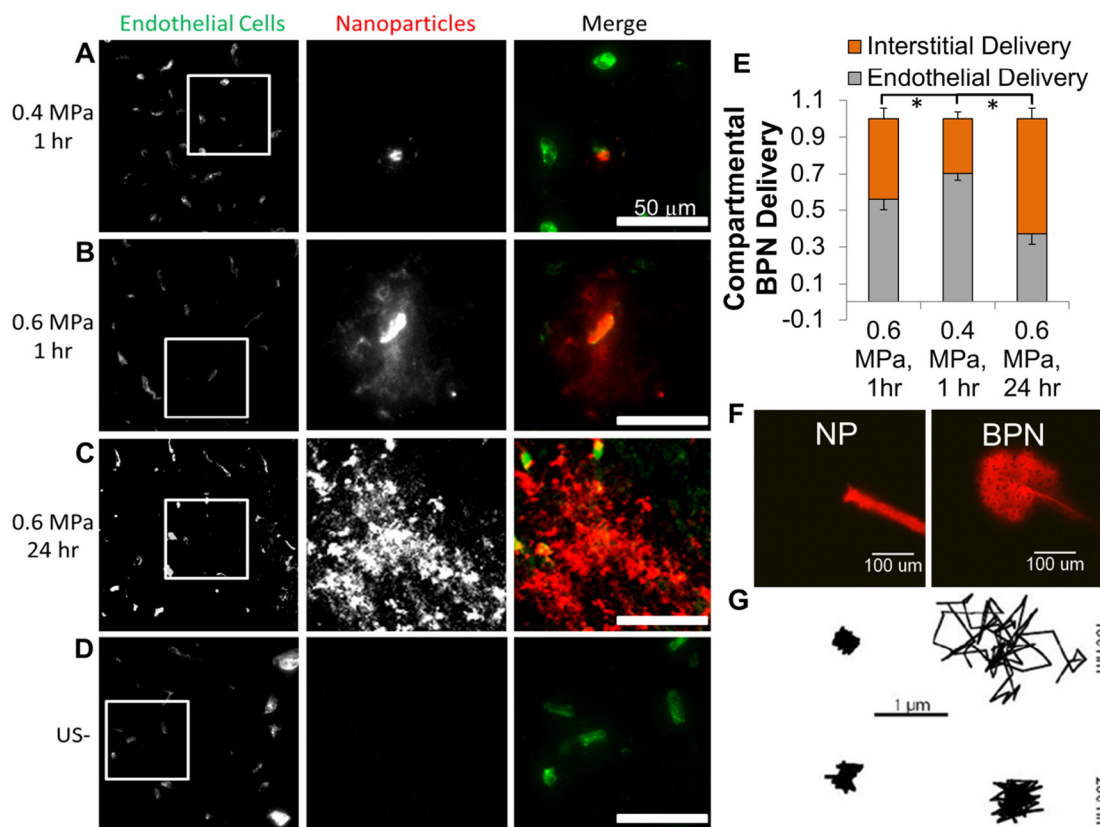 Endothelial Cells
Nanoparticles
Merge
A
0.4 MPa
1 hr
50 μm
B
0.6 MPa
1 hr
C
0.6 MPa
24 hr
D
US-
E
Interstitial Delivery
Endothelial Delivery
Compartmental
BPN Delivery
1.1
0.9
0.7
0.5
0.3
0.1
-0.1
*
*
0.6
MPa,
1hr
0.4
MPa,
1 hr
0.6
MPa,
24 hr
F
NP
100 um
BPN
100 um
G
1 µm